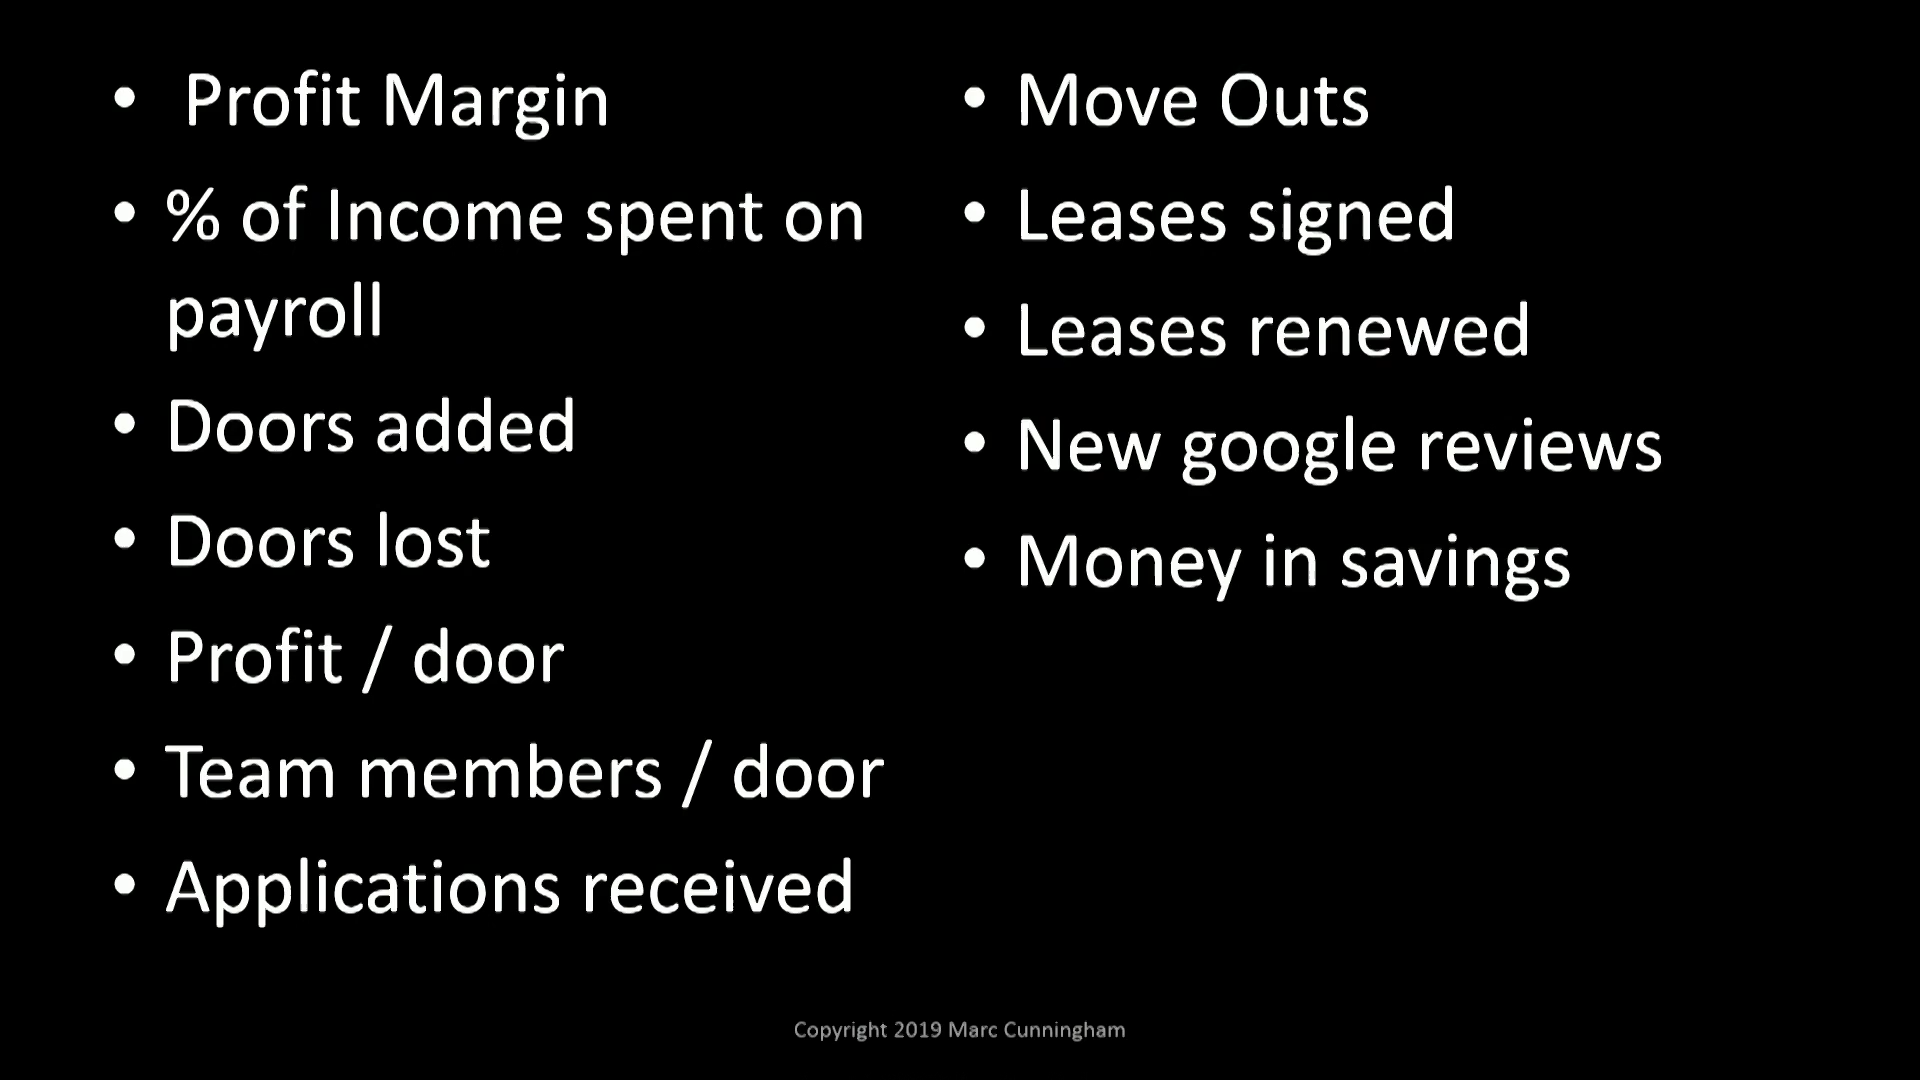 • Profit Margin
• % of Income spent on
payroll
• Doors added
• Doors lost
• Profit / door
• Team members / door
• Applications received
• Move Outs
• Leases signed
• Leases renewed
• New google reviews
• Money in savings
Copyright 2019 Marc Cunningham